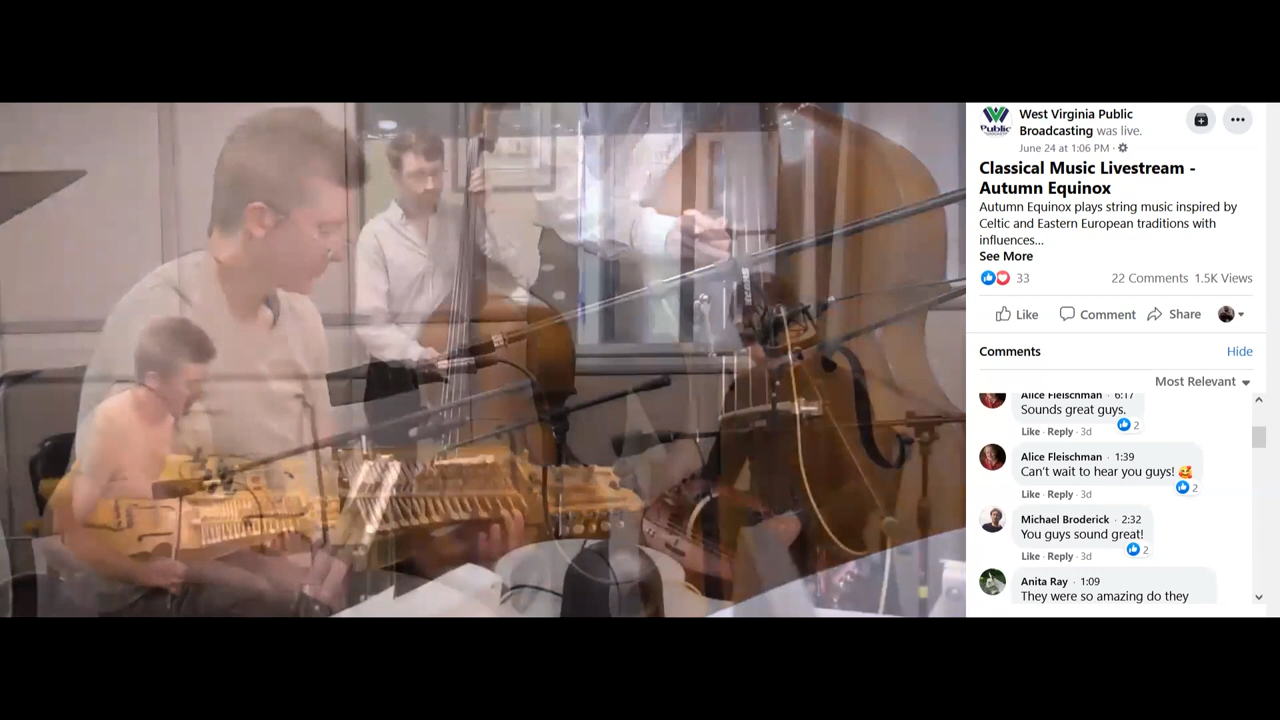 Public
West Virginia Public
Broadcasting was live.
June 24 at 1:06 PM ·
Classical Music Livestream -
Autumn Equinox
Autumn Equinox plays string music inspired by
Celtic and Eastern European traditions with
influences...
See More
33
22 Comments 1.5K Views
Like Comment Share
Comments Hide
Most Relevant
Alice Fleischman · 6:17
Sounds great guys.
2
Like · Reply · 3d
Alice Fleischman · 1:39
Can't wait to hear you guys! 🥰
2
Like · Reply · 3d
Michael Broderick · 2:32
You guys sound great!
2
Like · Reply · 3d
Anita Ray · 1:09
They were so amazing do they